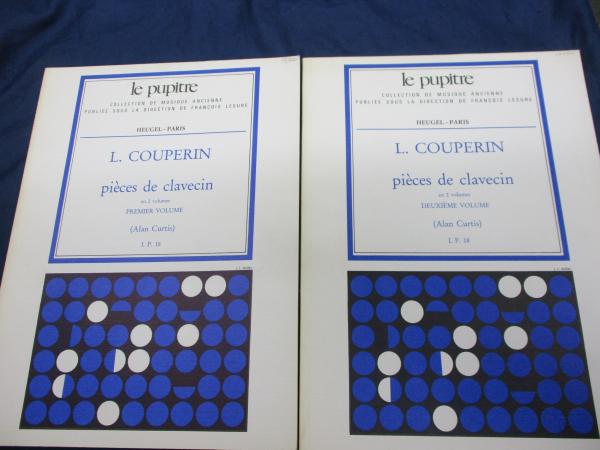 le pupitre
COLLECTION DE MUSIQUE ANCIENNE
PUBLIÉE SOUS LA DIRECTION DE FRANÇOIS LESURE
HEUGEL - PARIS
L. COUPERIN
pièces de clavecin
en 2 volumes
PREMIER VOLUME
(Alan Curtis)
L. P. 18
le pupitre
COLLECTION DE MUSIQUE ANCIENNE
PUBLIÉE SOUS LA DIRECTION DE FRANÇOIS LESURE
HEUGEL - PARIS
L. COUPERIN
pièces de clavecin
en 2 volumes
DEUXIÈME VOLUME
(Alan Curtis)
L. P. 18